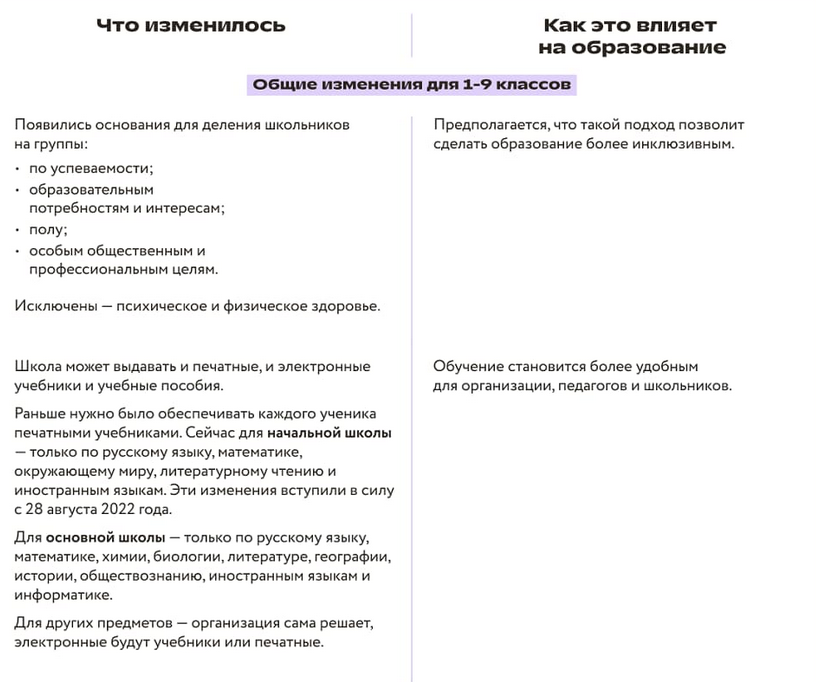 Что изменилось
Как это влияет
на образование
Общие изменения для 1-9 классов
Появились основания для деления школьников
на группы:
· по успеваемости;
· образовательным
потребностям и интересам;
· полу;
· особым общественным и
профессиональным целям.
Исключены — психическое и физическое здоровье.
Предполагается, что такой подход позволит
сделать образование более инклюзивным.
Школа может выдавать и печатные, и электронные
учебники и учебные пособия.
Раньше нужно было обеспечивать каждого ученика
печатными учебниками. Сейчас для начальной школы
— только по русскому языку, математике,
окружающему миру, литературному чтению и
иностранным языкам. Эти изменения вступили в силу
с 28 августа 2022 года.
Для основной школы — только по русскому языку,
математике, химии, биологии, литературе, географии,
истории, обществознанию, иностранным языкам и
информатике.
Для других предметов — организация сама решает,
электронные будут учебники или печатные.
Обучение становится более удобным
для организации, педагогов и школьников.